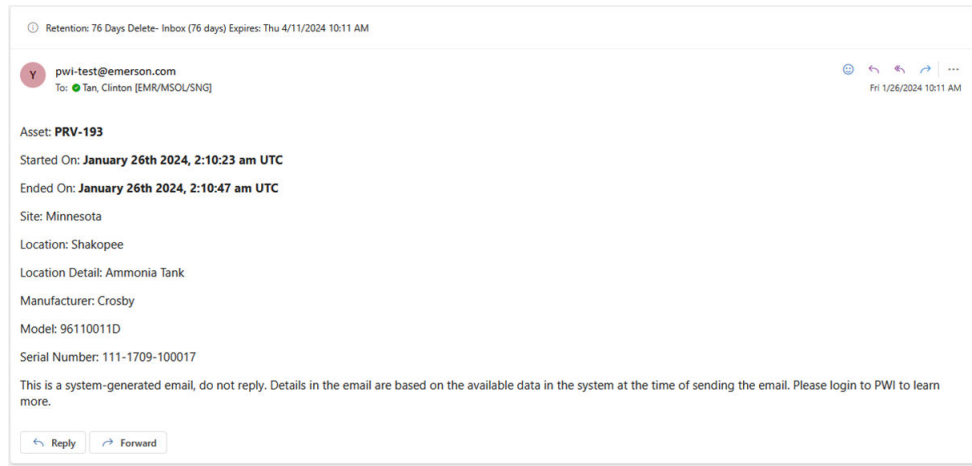 Retention: 76 Days Delete- Inbox (76 days) Expires: Thu 4/11/2024 10:11 AM
Y
pwi-test@emerson.com
To: Tan, Clinton [EMR/MSOL/SNG]
Fri 1/26/2024 10:11 AM
Asset: PRV-193
Started On: January 26th 2024, 2:10:23 am UTC
Ended On: January 26th 2024, 2:10:47 am UTC
Site: Minnesota
Location: Shakopee
Location Detail: Ammonia Tank
Manufacturer: Crosby
Model: 96110011D
Serial Number: 111-1709-100017
This is a system-generated email, do not reply. Details in the email are based on the available data in the system at the time of sending the email. Please login to PWI to learn
more.
Reply Forward